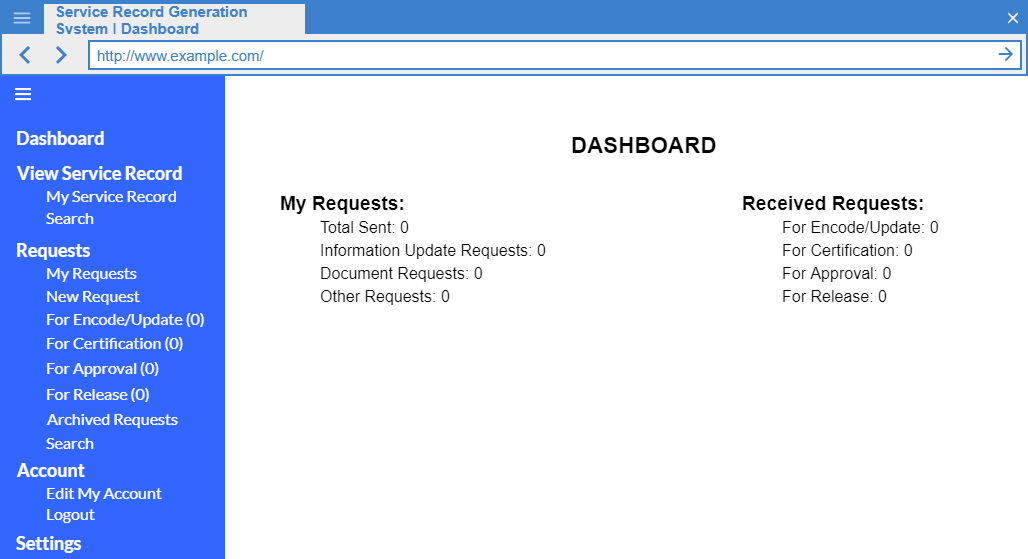 Service Record Generation
System | Dashboard
http://www.example.com/
Dashboard
View Service Record
My Service Record
Search
Requests
My Requests
New Request
For Encode/Update (0)
For Certification (0)
For Approval (0)
For Release (0)
Archived Requests
Search
Account
Edit My Account
Logout
Settings
DASHBOARD
My Requests:
Total Sent: 0
Information Update Requests: 0
Document Requests: 0
Other Requests: 0
Received Requests:
For Encode/Update: 0
For Certification: 0
For Approval: 0
For Release: 0